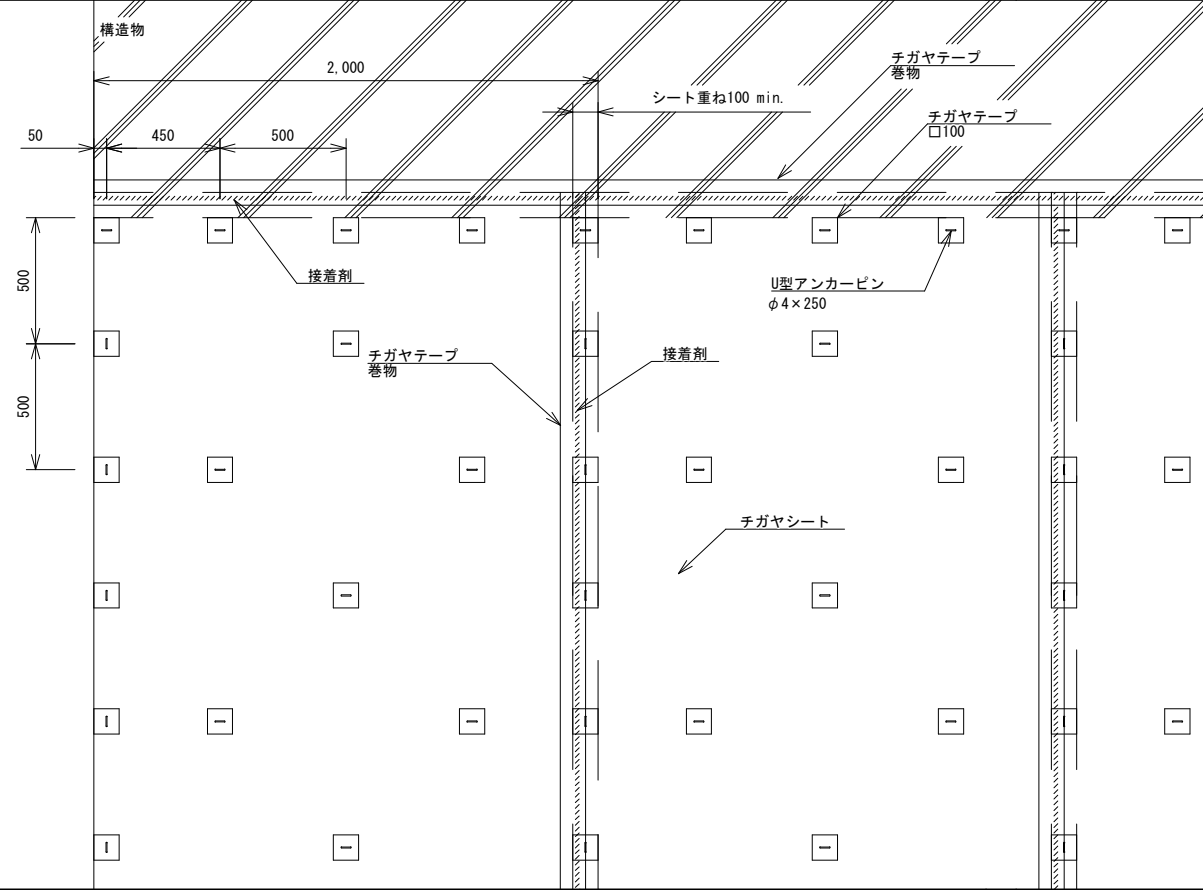 構造物
2,000
チガヤテープ
巻物
シート重ね100 min.
チガヤテープ
□100
50
450
500
500
接着剤
U型アンカーピン
φ4×250
500
チガヤテープ
巻物
接着剤
チガヤシート